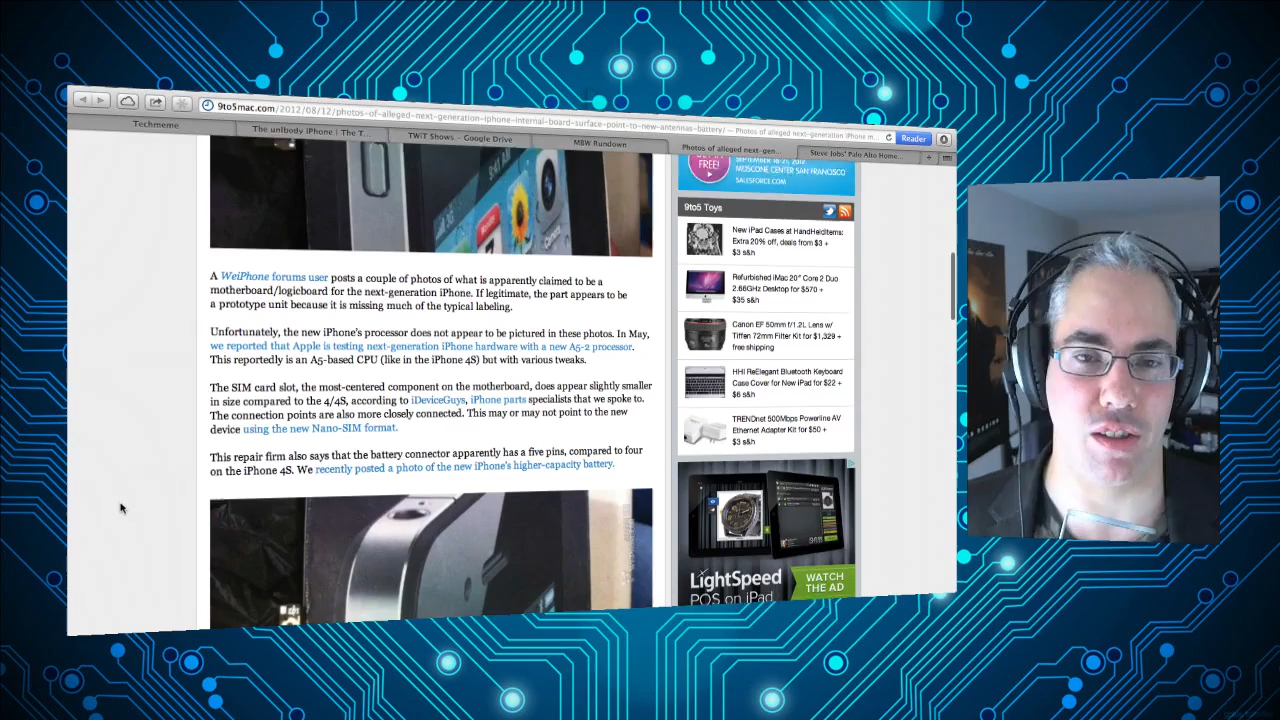 9to5mac.com/2012/08/12/photos-of-alleged-next-generation-iphone-internal-board-surface-point-to-new-antennas-battery/ — Photos of alleged next-generation iPhone m...
Reader
Techmeme
The unibody iPhone | The T...
TWiT Shows – Google Drive
MBW Rundown
Photos of alleged next-gen...
Steve Jobs' Palo Alto Home...
A WeiPhone forums user posts a couple of photos of what is apparently claimed to be a
motherboard/logicboard for the next-generation iPhone. If legitimate, the part appears to be
a prototype unit because it is missing much of the typical labeling.
Unfortunately, the new iPhone's processor does not appear to be pictured in these photos. In May,
we reported that Apple is testing next-generation iPhone hardware with a new A5-2 processor.
This reportedly is an A5-based CPU (like in the iPhone 4S) but with various tweaks.
The SIM card slot, the most-centered component on the motherboard, does appear slightly smaller
in size compared to the 4/4S, according to iDeviceGuys, iPhone parts specialists that we spoke to.
The connection points are also more closely connected. This may or may not point to the new
device using the new Nano-SIM format.
This repair firm also says that the battery connector apparently has a five pins, compared to four
on the iPhone 4S. We recently posted a photo of the new iPhone's higher-capacity battery.
FREE!
SEPTEMBER 18-21, 2012
MOSCONE CENTER SAN FRANCISCO
SALESFORCE.COM
9to5 Toys
New iPad Cases at HandHeldItems:
Extra 20% off, deals from $3 +
$3 s&h
Refurbished iMac 20" Core 2 Duo
2.66GHz Desktop for $570 +
$35 s&h
Canon EF 50mm f/1.2L Lens w/
Tiffen 72mm Filter Kit for $1,329 +
free shipping
HHI ReElegant Bluetooth Keyboard
Case Cover for New iPad for $22 +
$6 s&h
TRENDnet 500Mbps Powerline AV
Ethernet Adapter Kit for $50 +
$3 s&h
LightSpeed
POS on iPad
WATCH
THE AD